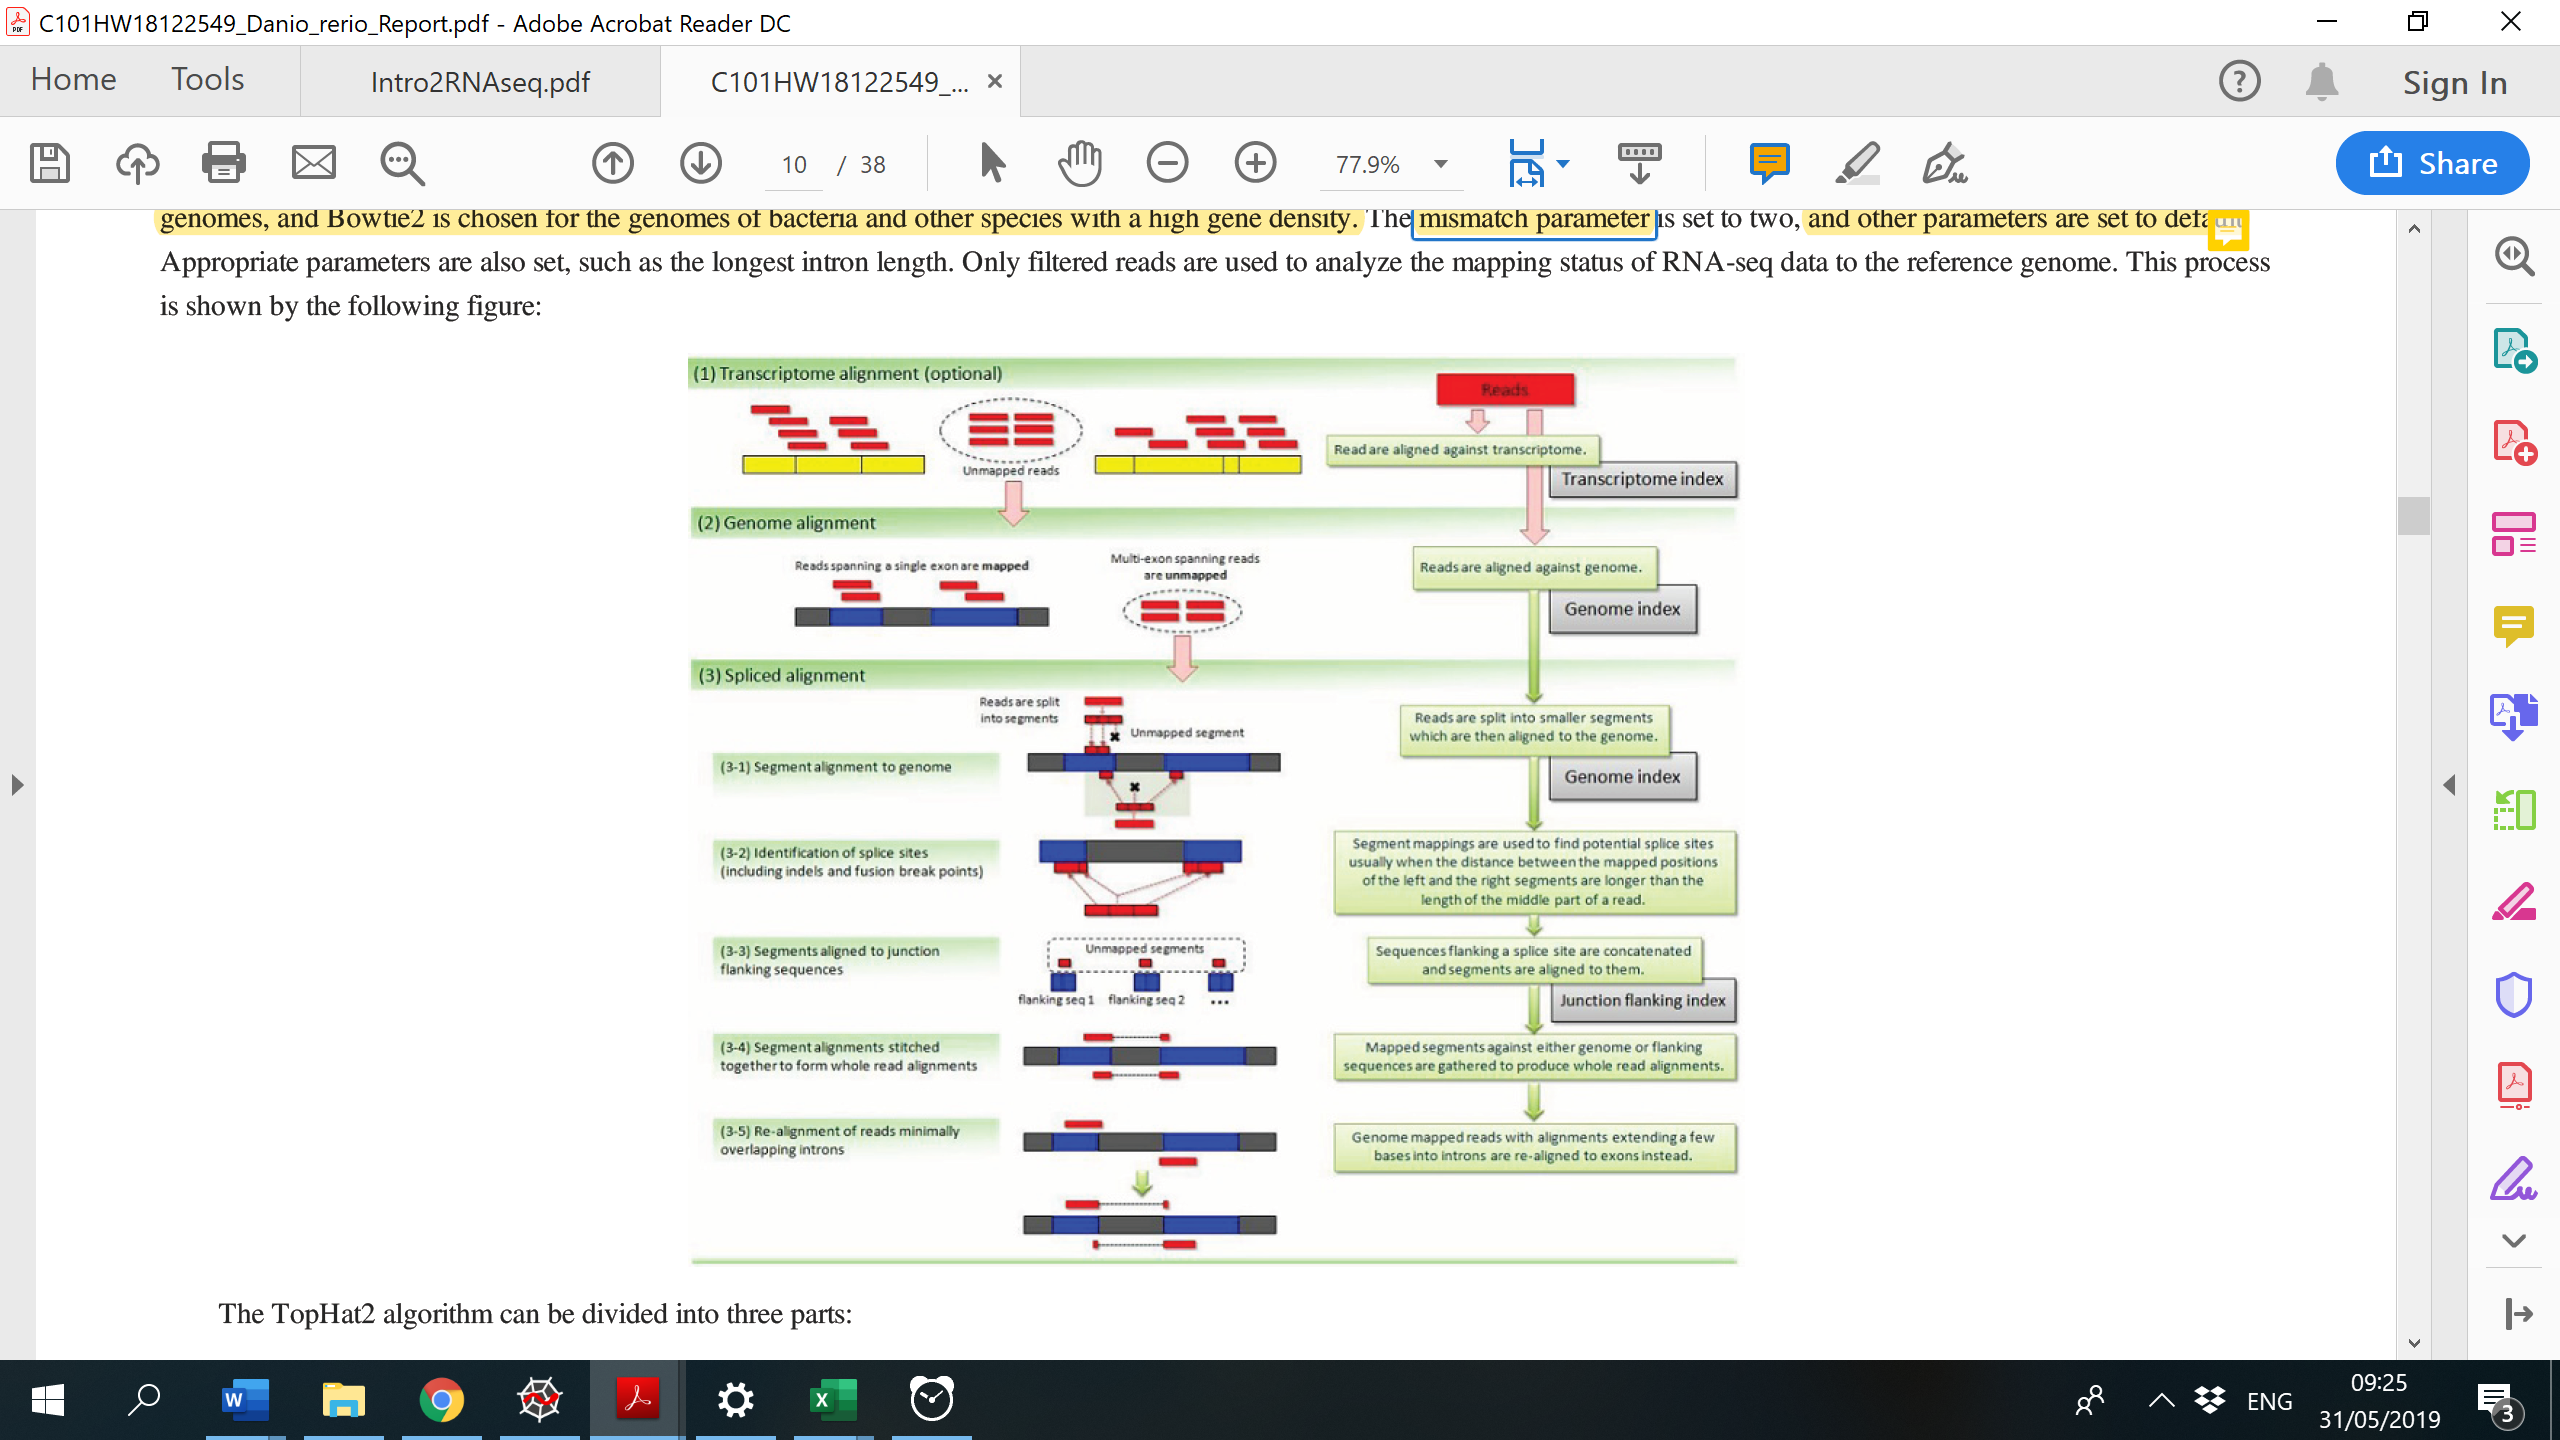 C101HW18122549_Danio_rerio_Report.pdf - Adobe Acrobat Reader DC
Home Tools Intro2RNAseq.pdf C101HW18122549_... Sign In
10 / 38 77.9% Share
genomes, and Bowtie2 is chosen for the genomes of bacteria and other species with a high gene density. The mismatch parameter is set to two, and other parameters are set to defa
Appropriate parameters are also set, such as the longest intron length. Only filtered reads are used to analyze the mapping status of RNA-seq data to the reference genome. This process
is shown by the following figure:
(1) Transcriptome alignment (optional)
Reads
Read are aligned against transcriptome.
Unmapped reads
Transcriptome index
(2) Genome alignment
Reads spanning a single exon are mapped
Multi-exon spanning reads
are unmapped
Reads are aligned against genome.
Genome index
(3) Spliced alignment
Reads are split
into segments
Unmapped segment
Reads are split into smaller segments
which are then aligned to the genome.
(3-1) Segment alignment to genome
Genome index
(3-2) Identification of splice sites
(including indels and fusion break points)
Segment mappings are used to find potential splice sites
usually when the distance between the mapped positions
of the left and the right segments are longer than the
length of the middle part of a read.
(3-3) Segments aligned to junction
flanking sequences
Unmapped segments
flanking seq 1 flanking seq 2 ...
Sequences flanking a splice site are concatenated
and segments are aligned to them.
Junction flanking index
(3-4) Segment alignments stitched
together to form whole read alignments
Mapped segments against either genome or flanking
sequences are gathered to produce whole read alignments.
(3-5) Re-alignment of reads minimally
overlapping introns
Genome mapped reads with alignments extending a few
bases into introns are re-aligned to exons instead.
The TopHat2 algorithm can be divided into three parts:
ENG
09:25
31/05/2019
3